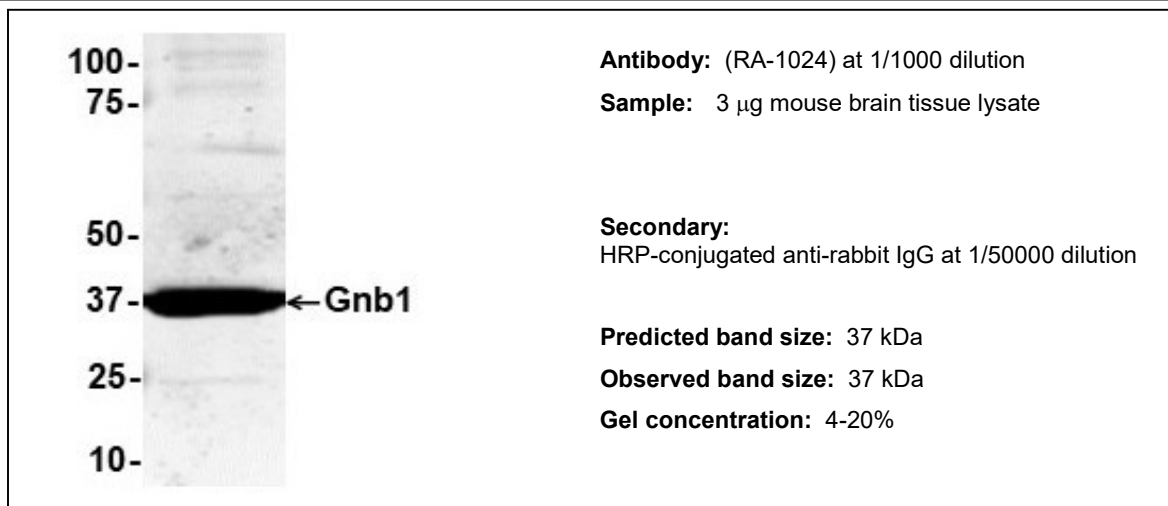 100-
75-
50-
37-
←Gnb1
25-
10-
Antibody: (RA-1024) at 1/1000 dilution
Sample: 3 μg mouse brain tissue lysate
Secondary:
HRP-conjugated anti-rabbit IgG at 1/50000 dilution
Predicted band size: 37 kDa
Observed band size: 37 kDa
Gel concentration: 4-20%